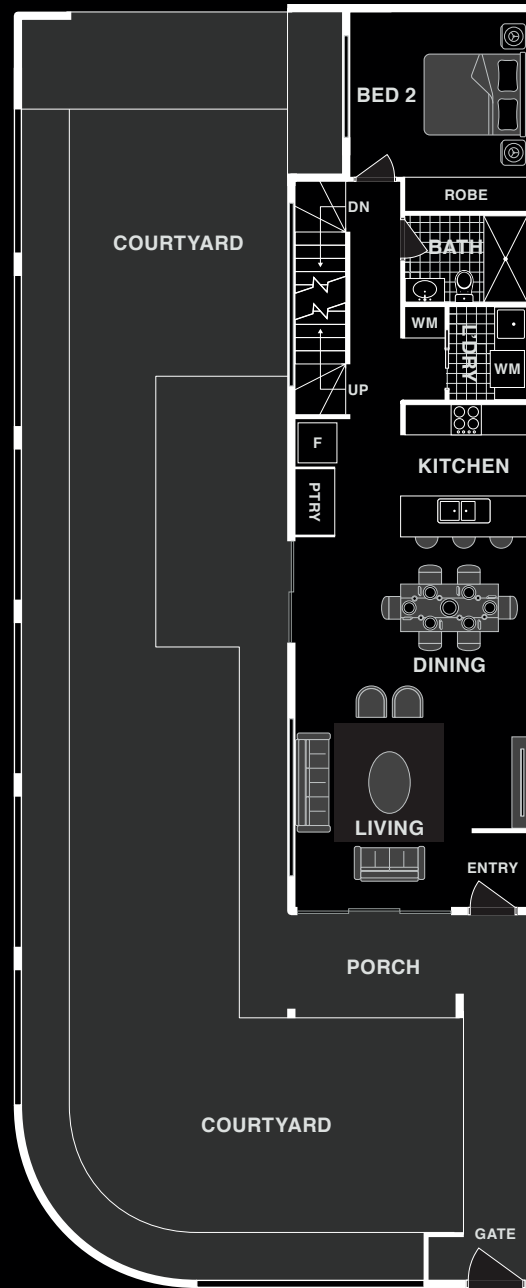 BED 2
ROBE
DN
COURTYARD
BATH
WM
L'DRY
WM
UP
F
KITCHEN
PTRY
DINING
LIVING
ENTRY
PORCH
COURTYARD
GATE